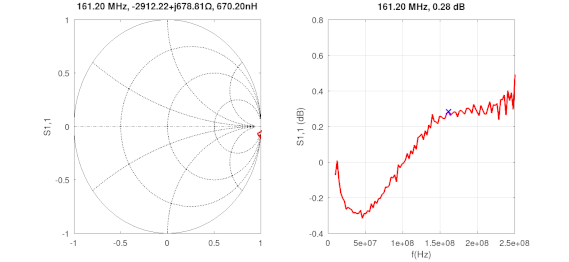 161.20 MHz, -2912.22+j678.81Ω, 670.20nH
1
0.5
0
-0.5
-1
S1,1
-1
-0.5
0
0.5
1
161.20 MHz, 0.28 dB
0.8
0.6
0.4
0.2
0
-0.2
-0.4
S1,1 (dB)
0
5e+07
1e+08
1.5e+08
2e+08
2.5e+08
f(Hz)